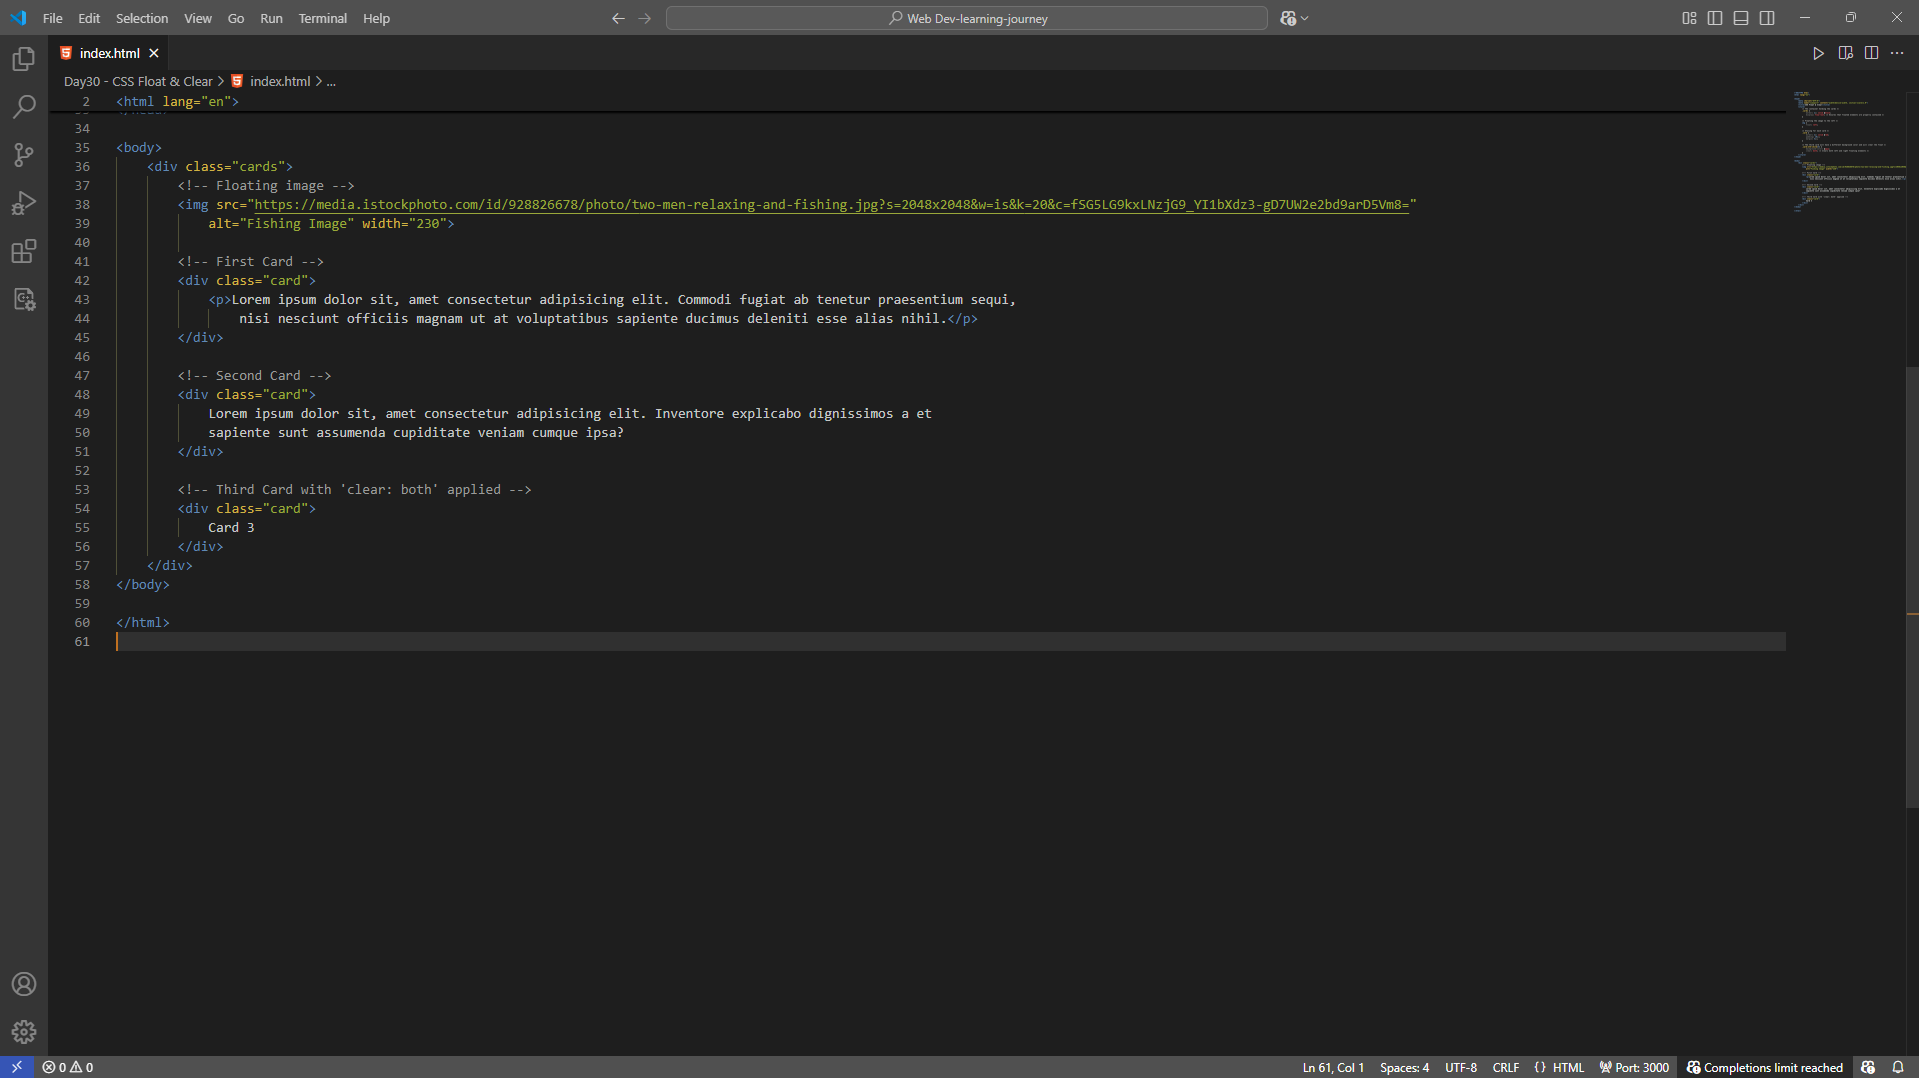 File Edit Selection View Go Run Terminal Help
Web Dev-learning-journey
index.html
Day30 - CSS Float & Clear > index.html > ...
2 <html lang="en">
34
35 <body>
36 <div class="cards">
37 <!-- Floating image -->
38 <img src="https://media.istockphoto.com/id/928826678/photo/two-men-relaxing-and-fishing.jpg?s=2048x2048&w=is&k=20&c=fSG5LG9kxLNzjG9_YI1bXdz3-gD7UW2e2bd9arD5Vm8="
39 alt="Fishing Image" width="230">
40
41 <!-- First Card -->
42 <div class="card">
43 <p>Lorem ipsum dolor sit, amet consectetur adipisicing elit. Commodi fugiat ab tenetur praesentium sequi,
44 nisi nesciunt officiis magnam ut at voluptatibus sapiente ducimus deleniti esse alias nihil.</p>
45 </div>
46
47 <!-- Second Card -->
48 <div class="card">
49 Lorem ipsum dolor sit, amet consectetur adipisicing elit. Inventore explicabo dignissimos a et
50 sapiente sunt assumenda cupiditate veniam cumque ipsa?
51 </div>
52
53 <!-- Third Card with 'clear: both' applied -->
54 <div class="card">
55 Card 3
56 </div>
57 </div>
58 </body>
59
60 </html>
61
0 0 Ln 61, Col 1 Spaces: 4 UTF-8 CRLF {} HTML Port: 3000 Completions limit reached